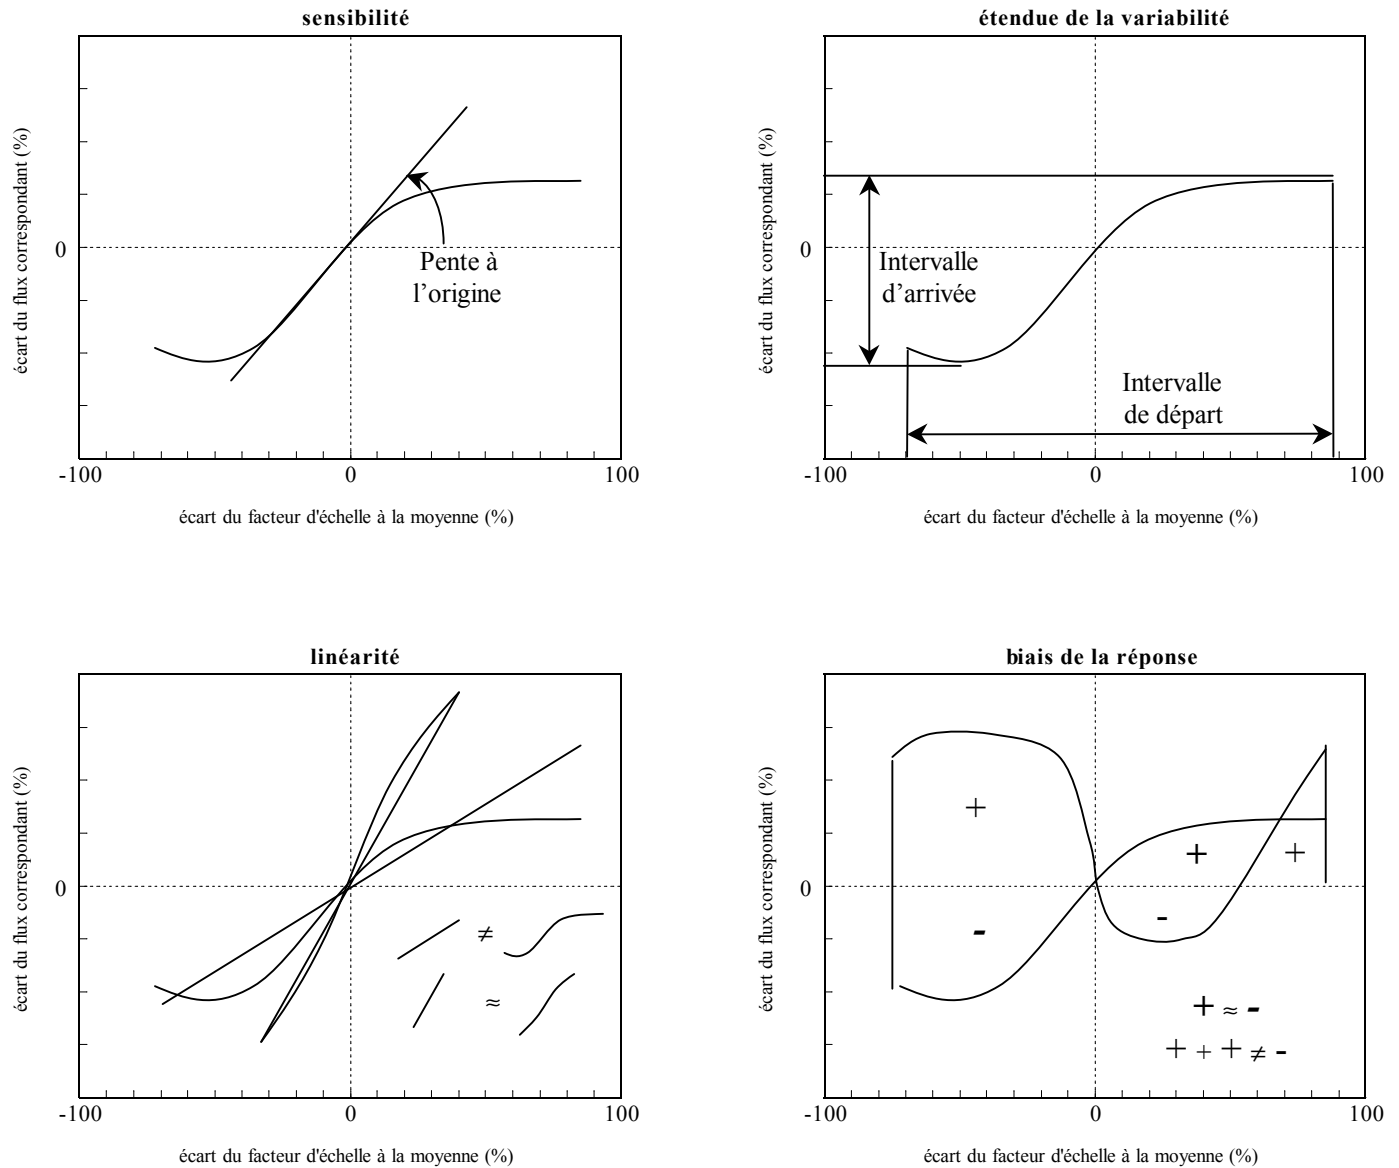 sensibilité
écart du flux correspondant (%)
0
Pente à
l'origine
-100 0 100
écart du facteur d'échelle à la moyenne (%)
étendue de la variabilité
écart du flux correspondant (%)
0
Intervalle
d'arrivée
Intervalle
de départ
-100 0 100
écart du facteur d'échelle à la moyenne (%)
linéarité
écart du flux correspondant (%)
0
≠
≈
-100 0 100
écart du facteur d'échelle à la moyenne (%)
biais de la réponse
écart du flux correspondant (%)
+
+ +
0
-
-
+ ≈ -
+ + + ≠ -
-100 0 100
écart du facteur d'échelle à la moyenne (%)